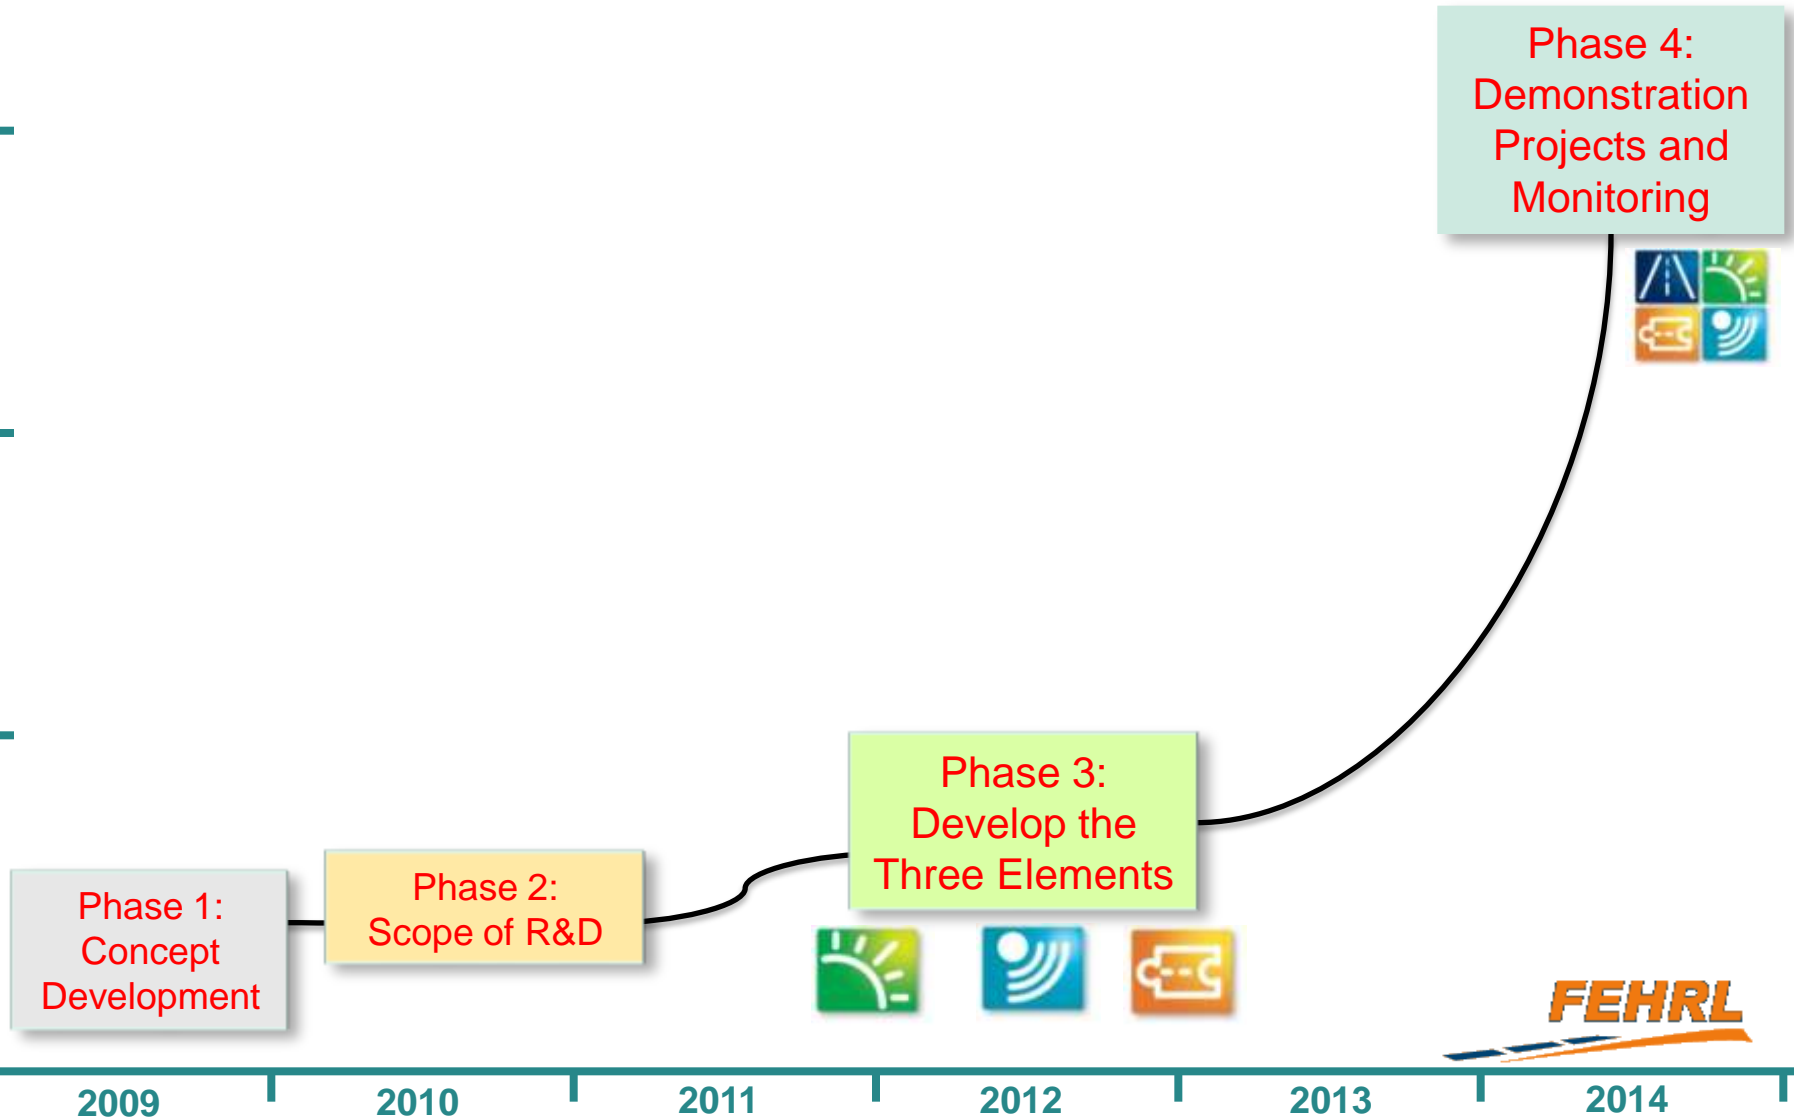 Phase 4:
Demonstration
Projects and
Monitoring
Phase 3:
Develop the
Three Elements
Phase 2:
Scope of R&D
Phase 1:
Concept
Development
FEHRL
2009
2010
2011
2012
2013
2014